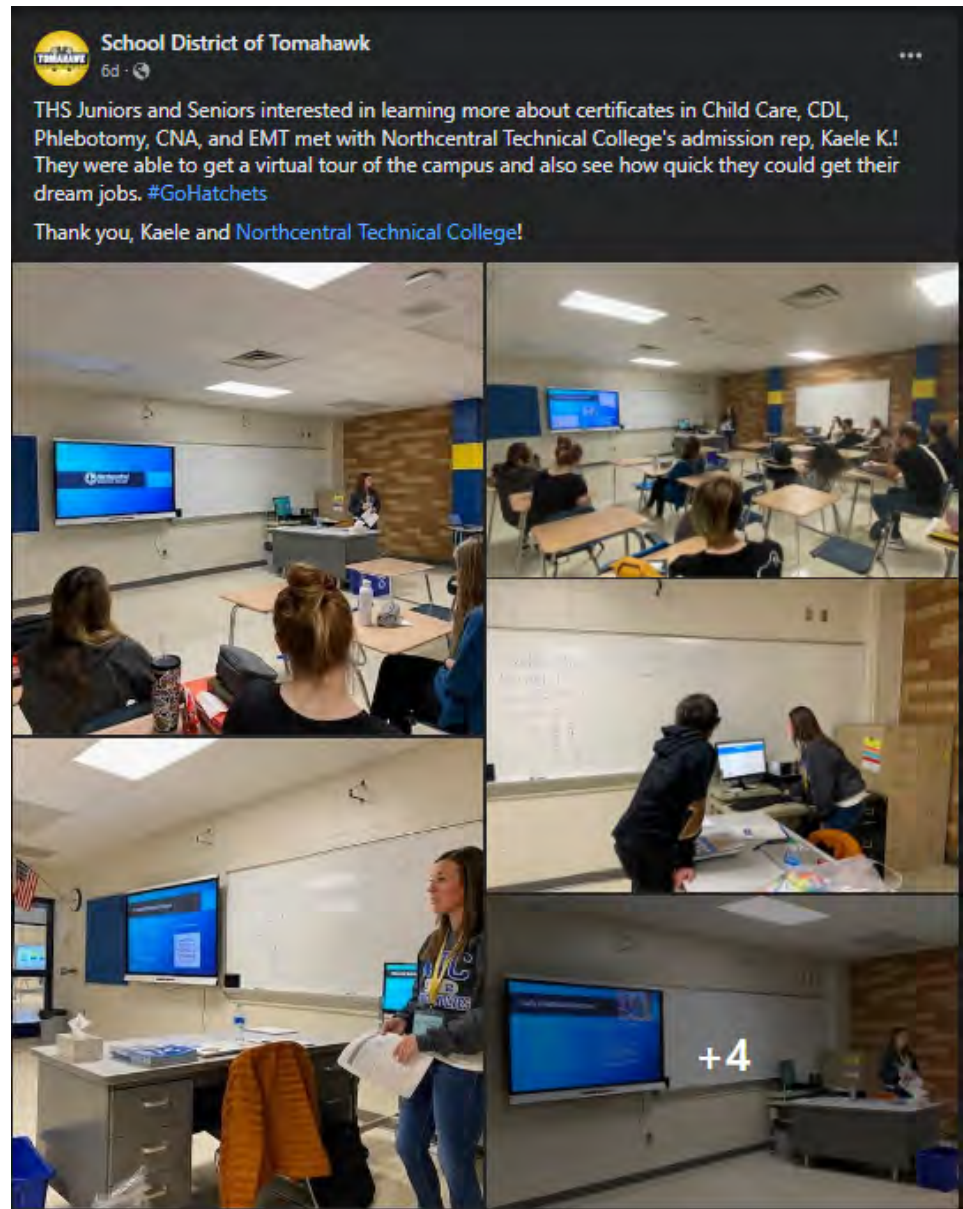 School District of Tomahawk
TOMAHAWK
6d
THS Juniors and Seniors interested in learning more about certificates in Child Care, CDL,
Phlebotomy, CNA, and EMT met with Northcentral Technical College's admission rep, Kaele K.!
They were able to get a virtual tour of the campus and also see how quick they could get their
dream jobs. #GoHatchets
Thank you, Kaele and Northcentral Technical College!
Northcentral
NTC
+4